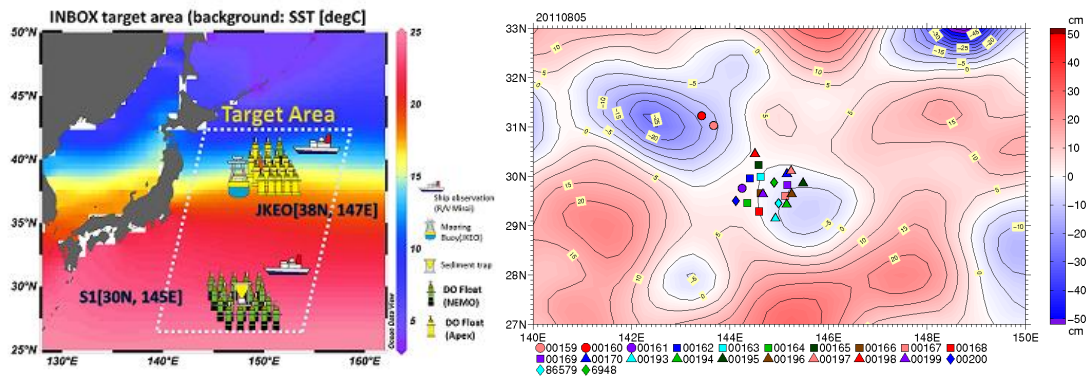 INBOX target area (background: SST [degC]
50°N
45°N
40°N
35°N
30°N
25°N
130°E
140°E
150°E
160°E
Target Area
JKEO[38N, 147E]
S1[30N, 145E]
25
20
15
10
5
Ocean Data View
Ship observation
(R/V Mirai)
Mooring
Buoy(JKEO)
Sediment trap
DO Float
(NEMO)
DO Float
(Apex)
20110805
33N
32N
31N
30N
29N
28N
27N
140E
142E
144E
146E
148E
150E
cm
50
40
30
20
10
0
-10
-20
-30
-40
-50
cm
00159 00160 00161 00162 00163 00164 00165 00166 00167 00168
00169 00170 00193 00194 00195 00196 00197 00198 00199 00200
86579 6948